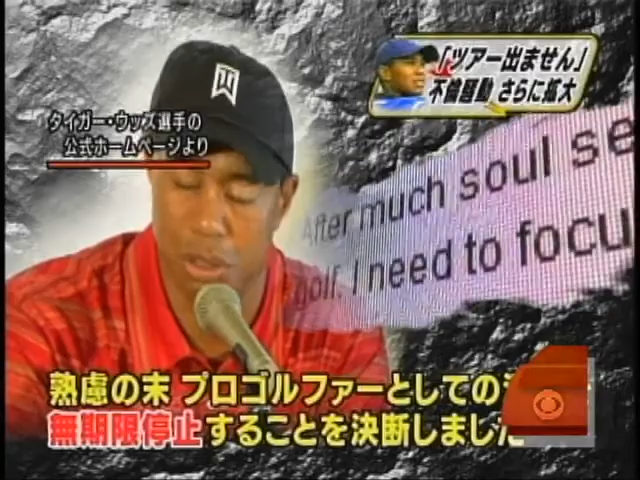 「ツアー出ません」
不倫騒動 さらに拡大
タイガー・ウッズ選手の
公式ホームページより
After much soul se
golf. I need to focu
熟慮の末 プロゴルファーとしての
無期限停止することを決断しました